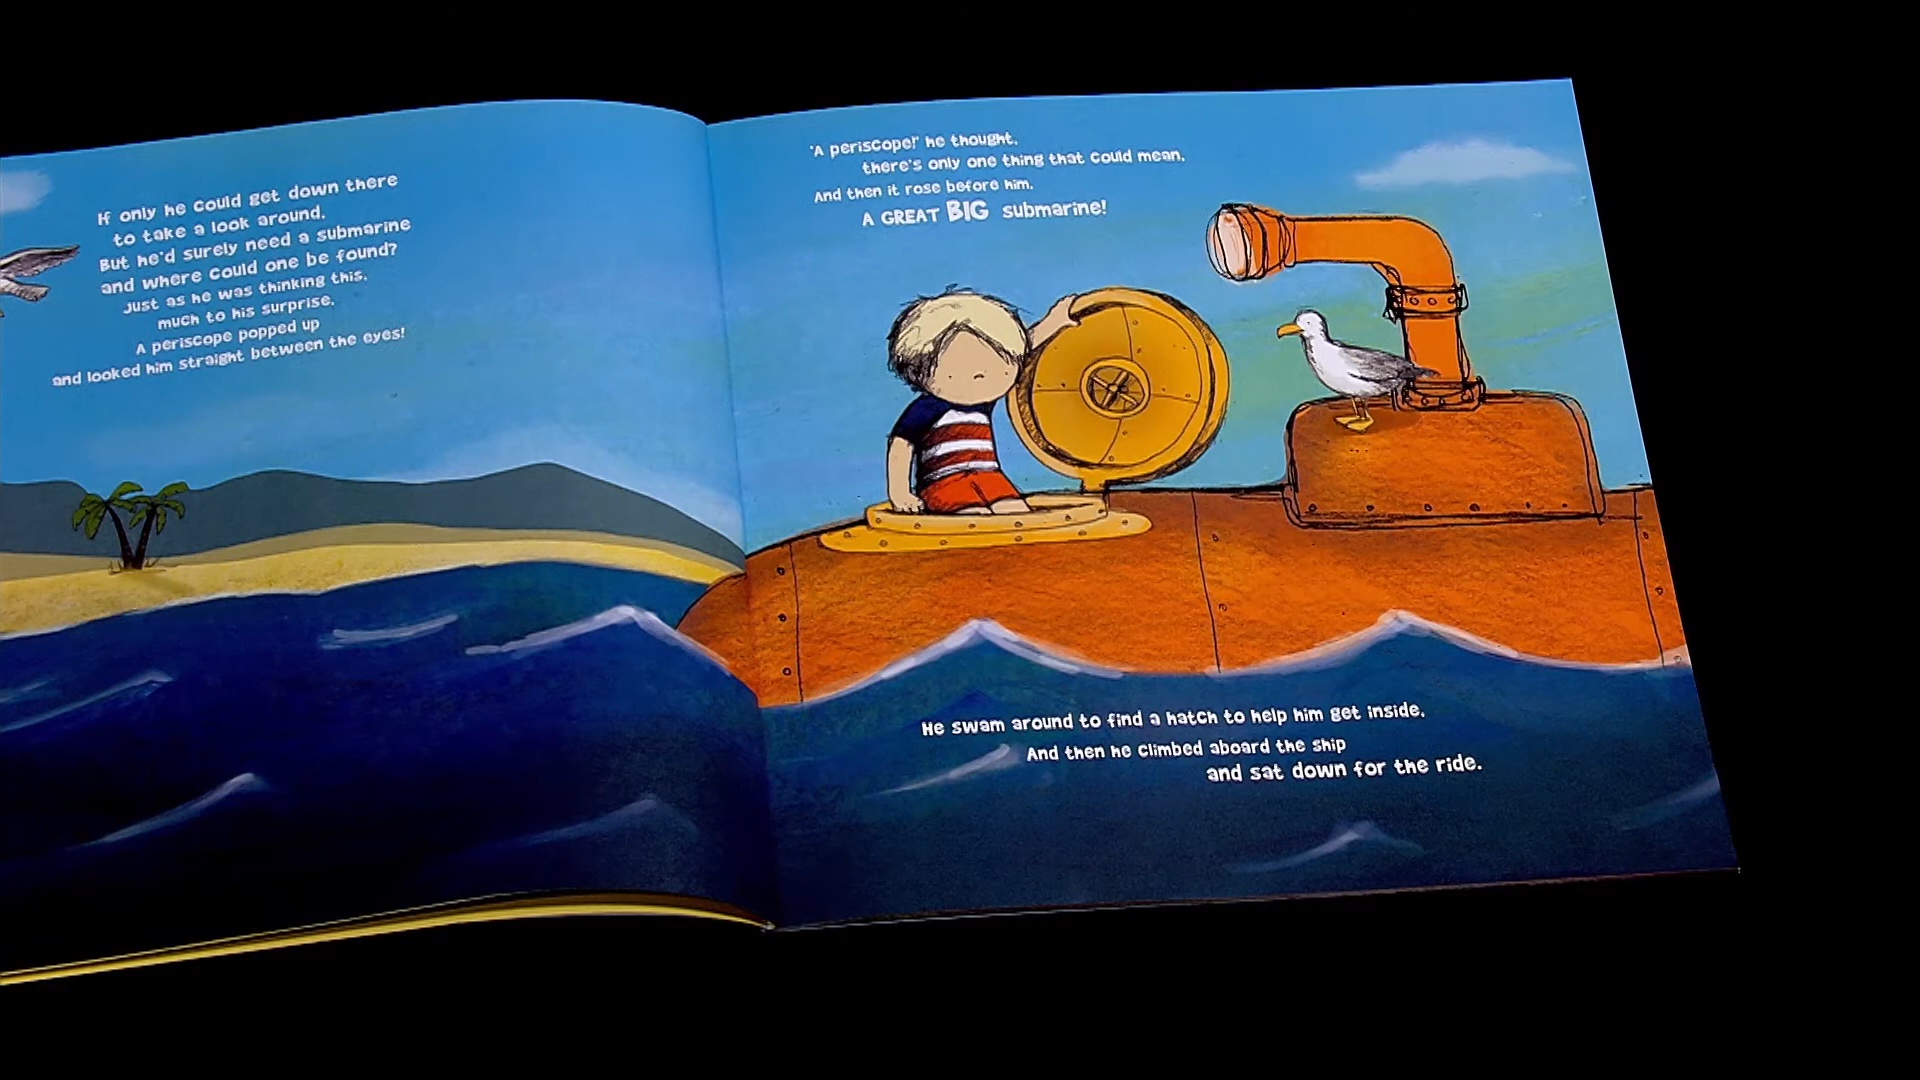 If only he could get down there
to take a look around.
But he'd surely need a submarine
and where could one be found?
Just as he was thinking this,
much to his surprise,
A periscope popped up
and looked him straight between the eyes!
'A periscope!' he thought,
there's only one thing that could mean,
And then it rose before him,
A GREAT BIG submarine!
He swam around to find a hatch to help him get inside,
And then he climbed aboard the ship
and sat down for the ride.